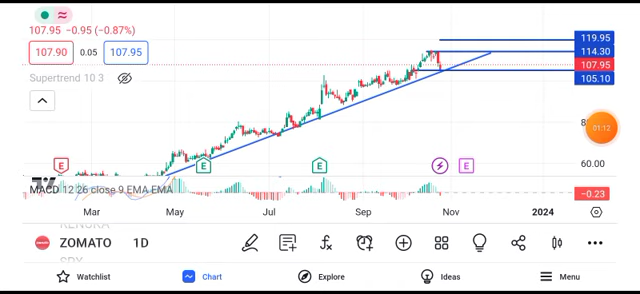 107.95 −0.95 (−0.87%)
107.90 0.05 107.95
Supertrend 10 3
119.95
114.30
107.95
105.10
01:12
60.00
E E E E
MACD 12 26 close 9 EMA EMA
−0.23
Mar May Jul Sep Nov 2024
ZOMATO 1D
Watchlist Chart Explore Ideas Menu